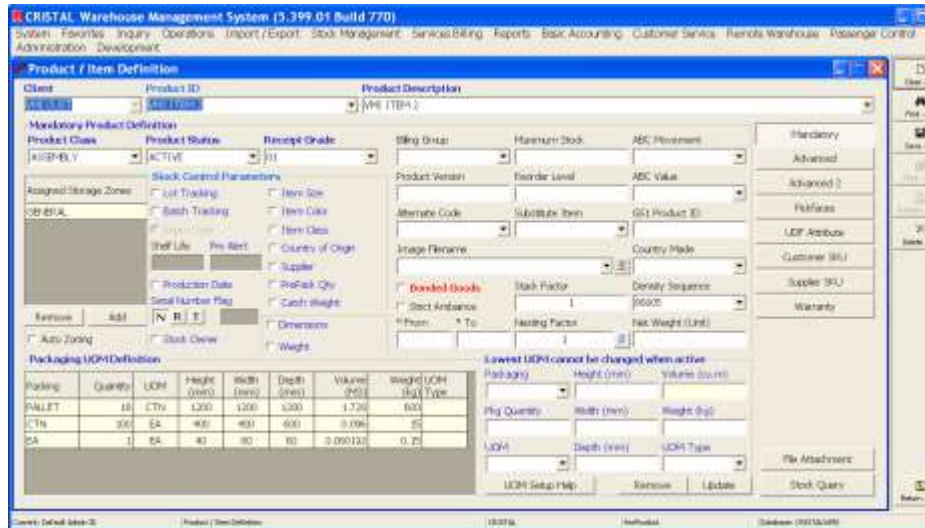 CRISTAL Warehouse Management System (5.399.01 Build 770)
System Favorites Inquiry Operations Import/Export Stock Management Services Billing Reports Basic Accounting Customer Service Remote Warehouse Passenger Control
Administration Development
Product / Item Definition
Client Product ID Product Description
VMI ITEM 2
Mandatory Product Definition
Product Class Product Status Receipt Grade Billing Group Maximum Stock ABC Movement Mandatory
ASSEMBLY ACTIVE 01 Advanced
Stock Control Parameters Product Version Reorder Level ABC Value Advanced 2
Assigned Storage Zones Lot Tracking Item Size
GENERAL Batch Tracking Item Color Alternate Code Substitute Item GS1 Product ID Pickfaces
Item Class UDF Attribute
Shelf Life Pre Alert Country of Origin Image Filename Country Made Customer SKU
Supplier
Production Date PrePack Qty Bonded Goods Stack Factor Density Sequence Supplier SKU
Serial Number Flag Catch Weight Strict Ambiance 1 Warranty
Remove Add N R E Dimensions ° From ° To Nesting Factor Net Weight (Unit)
Auto Zoning Stock Owner Weight 1
Packaging UOM Definition Lowest UOM cannot be changed when active
Packing Quantity UOM Height (mm) Width (mm) Depth (mm) Volume (M3) Weight (kg) UOM Type
PALLET CTN 1200 1200 1200 1.728 600
CTN 100 EA 400 400 600 0.096 15
EA 1 EA 40 60 60 0.15
Packaging Height (mm) Volume (cu.m)
Pkg Quantity Width (mm) Weight (kg)
UOM Depth (mm) UOM Type
File Attachment
UOM Setup Help Remove Update Stock Query
Product / Item Definition CRISTAL